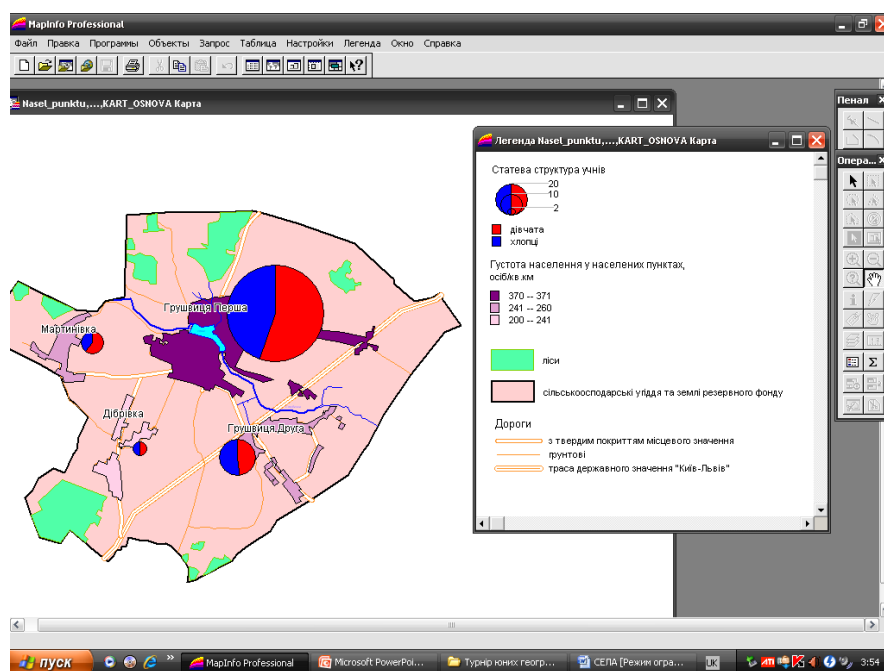 MapInfo Professional
Файл Правка Программы Объекты Запрос Таблица Настройки Легенда Окно Справка
Nasel_punktu,...,KART_OSNOVA Карта
Пенал X
Опера... X
Легенда Nasel_punktu,...,KART_OSNOVA Карта
Статева структура учнів
20
10
2
дівчата
хлопці
Густота населення у населених пунктах,
осіб/кв.км
370 -- 371
241 -- 260
200 -- 241
ліси
сільськоосподарські угіддя та землі резервного фонду
Дороги
з твердим покриттям місцевого значення
ґрунтові
траса державного значення "Київ-Львів"
Грушвиця Перша
Мартинівка
Дібрівка
Грушвиця Друга
пуск
MapInfo Professional
Microsoft PowerPoi...
Турнір юних геогр...
СЕПА [Режим огра...
UK
3:54